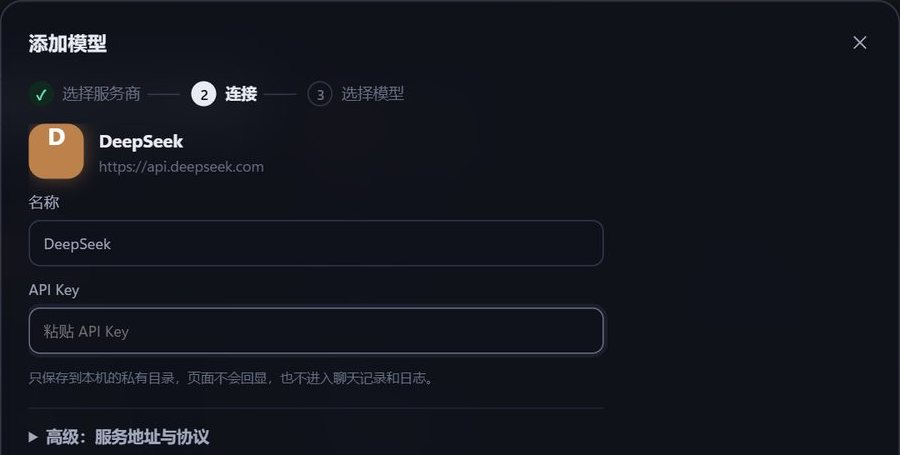 添加模型
✓ 选择服务商 2 连接 3 选择模型
D
DeepSeek
https://api.deepseek.com
名称
DeepSeek
API Key
粘贴 API Key
只保存到本机的私有目录，页面不会回显，也不进入聊天记录和日志。
高级：服务地址与协议